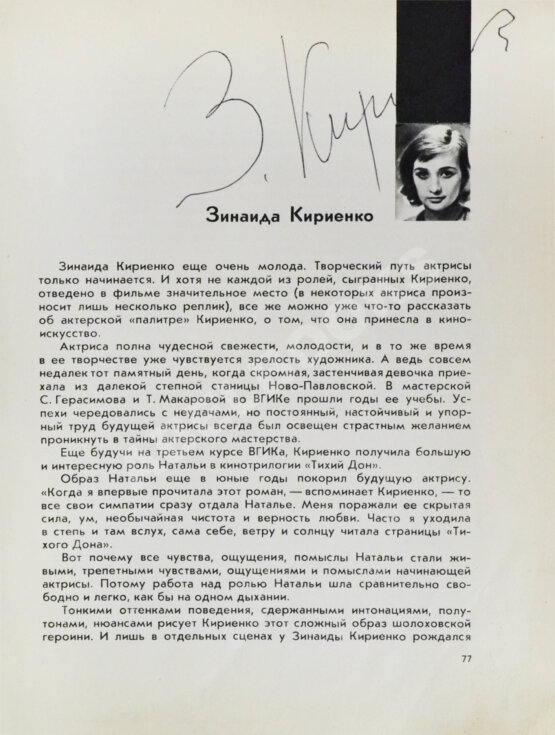 З. Кири
Зинаида Кириенко
Зинаида Кириенко еще очень молода. Творческий путь актрисы
только начинается. И хотя не каждой из ролей, сыгранных Кириенко,
отведено в фильме значительное место (в некоторых актриса произ-
носит лишь несколько реплик), все же можно уже что-то рассказать
об актерской «палитре» Кириенко, о том, что она принесла в кино-
искусство.
Актриса полна чудесной свежести, молодости, и в то же время
в ее творчестве уже чувствуется зрелость художника. А ведь совсем
недалек тот памятный день, когда скромная, застенчивая девочка прие-
хала из далекой степной станицы Ново-Павловской. В мастерской
С. Герасимова и Т. Макаровой во ВГИКе прошли годы ее учебы. Ус-
пехи чередовались с неудачами, но постоянный, настойчивый и упор-
ный труд будущей актрисы всегда был освещен страстным желанием
проникнуть в тайны актерского мастерства.
Еще будучи на третьем курсе ВГИКа, Кириенко получила большую
и интересную роль Натальи в кинотрилогии «Тихий Дон».
Образ Натальи еще в юные годы покорил будущую актрису.
«Когда я впервые прочитала этот роман, — вспоминает Кириенко, — то
все свои симпатии сразу отдала Наталье. Меня поражали ее скрытая
сила, ум, необычайная чистота и верность любви. Часто я уходила
в степь и там вслух, сама себе, ветру и солнцу читала страницы «Ти-
хого Дона».
Вот почему все чувства, ощущения, помыслы Натальи стали жи-
выми, трепетными чувствами, ощущениями и помыслами начинающей
актрисы. Потому работа над ролью Натальи шла сравнительно сво-
бодно и легко, как бы на одном дыхании.
Тонкими оттенками поведения, сдержанными интонациями, полу-
тонами, нюансами рисует Кириенко этот сложный образ шолоховской
героини. И лишь в отдельных сценах у Зинаиды Кириенко рождался
77